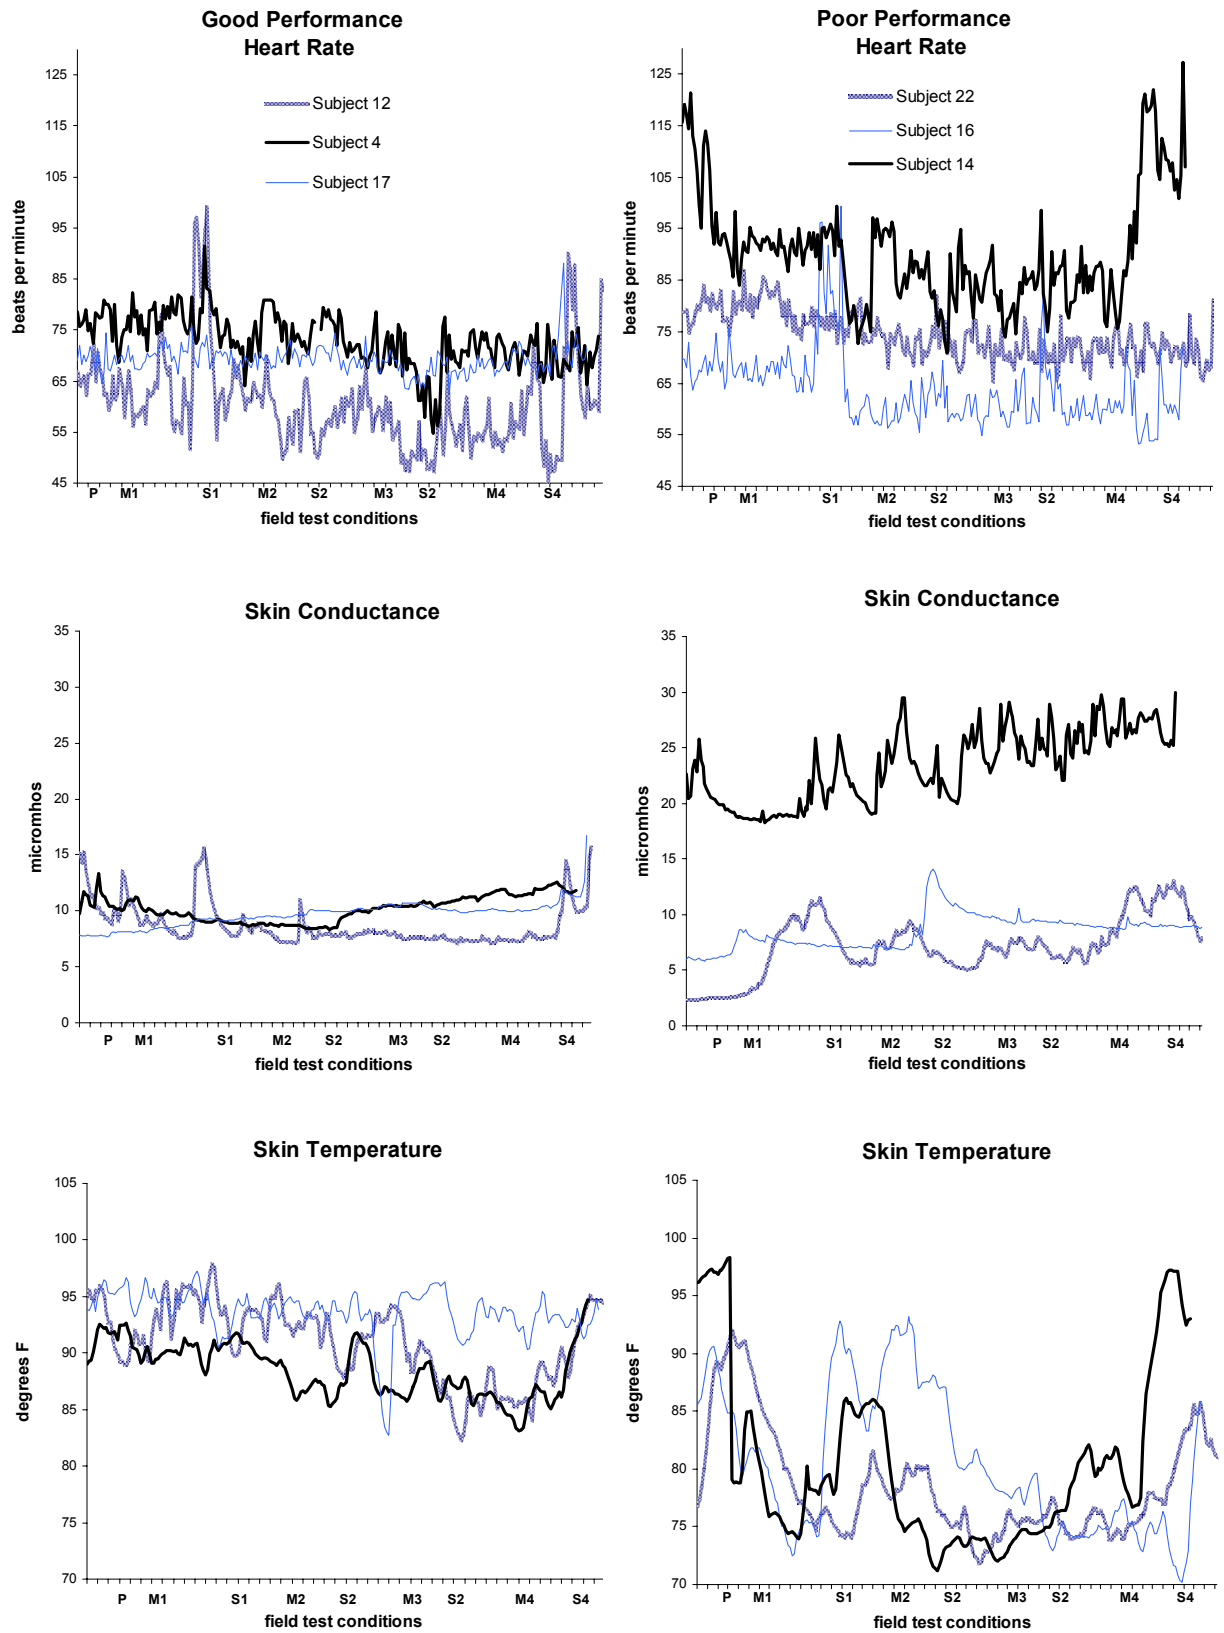 Good Performance
Heart Rate
125
115
105
95
85
75
65
55
45
beats per minute
Subject 12
Subject 4
Subject 17
P M1 S1 M2 S2 M3 S2 M4 S4
field test conditions
Poor Performance
Heart Rate
125
115
105
95
85
75
65
55
45
beats per minute
Subject 22
Subject 16
Subject 14
P M1 S1 M2 S2 M3 S2 M4 S4
field test conditions
Skin Conductance
35
30
25
20
15
10
5
0
micromhos
P M1 S1 M2 S2 M3 S2 M4 S4
field test conditions
Skin Conductance
35
30
25
20
15
10
5
0
micromhos
P M1 S1 M2 S2 M3 S2 M4 S4
field test conditions
Skin Temperature
105
100
95
90
85
80
75
70
degrees F
P M1 S1 M2 S2 M3 S2 M4 S4
field test conditions
Skin Temperature
105
100
95
90
85
80
75
70
degrees F
P M1 S1 M2 S2 M3 S2 M4 S4
field test conditions